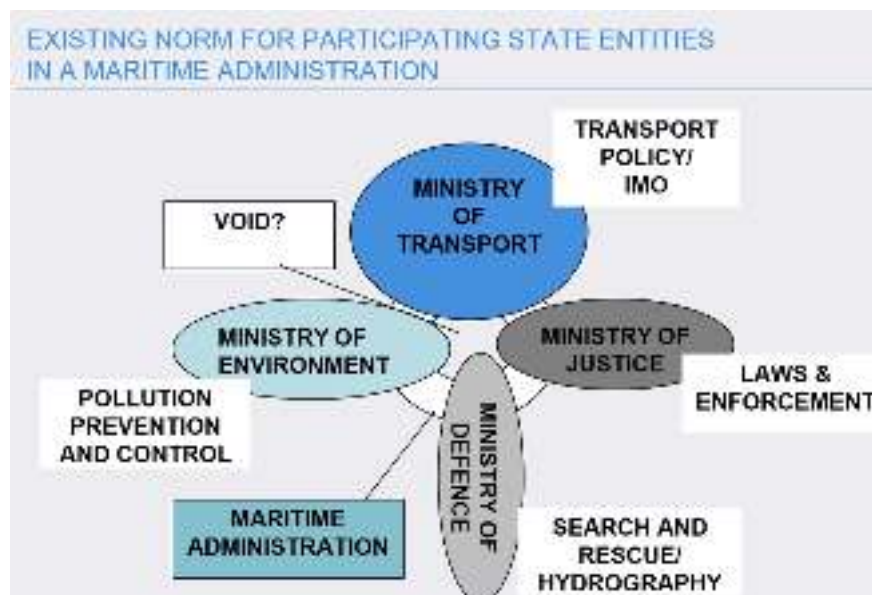 EXISTING NORM FOR PARTICIPATING STATE ENTITIES
IN A MARITIME ADMINISTRATION
TRANSPORT
POLICY/
IMO
MINISTRY
OF
TRANSPORT
VOID?
MINISTRY OF
ENVIRONMENT
MINISTRY OF
JUSTICE
LAWS &
ENFORCEMENT
POLLUTION
PREVENTION
AND CONTROL
MINISTRY OF
DEFENCE
MARITIME
ADMINISTRATION
SEARCH AND
RESCUE/
HYDROGRAPHY